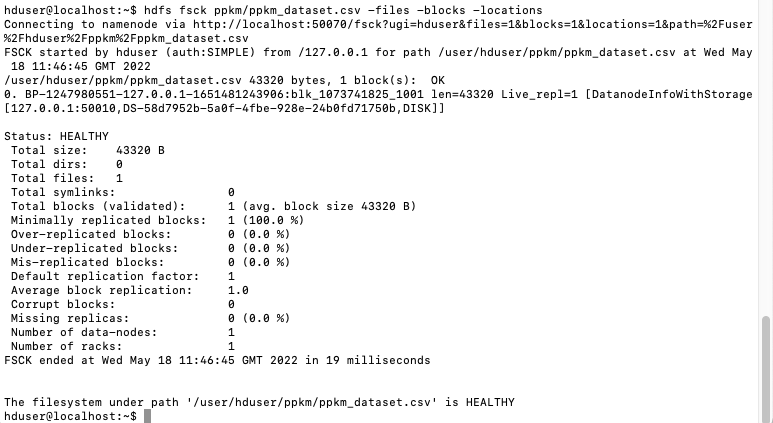 hduser@localhost:~$ hdfs fsck ppkm/ppkm_dataset.csv -files -blocks -locations
Connecting to namenode via http://localhost:50070/fsck?ugi=hduser&files=1&blocks=1&locations=1&path=%2Fuser
%2Fhduser%2Fppkm%2Fppkm_dataset.csv
FSCK started by hduser (auth:SIMPLE) from /127.0.0.1 for path /user/hduser/ppkm/ppkm_dataset.csv at Wed May
 18 11:46:45 GMT 2022
/user/hduser/ppkm/ppkm_dataset.csv 43320 bytes, 1 block(s):  OK
0. BP-1247980551-127.0.0.1-1651481243906:blk_1073741825_1001 len=43320 Live_repl=1 [DatanodeInfoWithStorage
[127.0.0.1:50010,DS-58d7952b-5a0f-4fbe-928e-24b0fd71750b,DISK]]

Status: HEALTHY
 Total size:    43320 B
 Total dirs:    0
 Total files:   1
 Total symlinks:                0
 Total blocks (validated):      1 (avg. block size 43320 B)
 Minimally replicated blocks:   1 (100.0 %)
 Over-replicated blocks:        0 (0.0 %)
 Under-replicated blocks:       0 (0.0 %)
 Mis-replicated blocks:         0 (0.0 %)
 Default replication factor:    1
 Average block replication:     1.0
 Corrupt blocks:                0
 Missing replicas:              0 (0.0 %)
 Number of data-nodes:          1
 Number of racks:               1
FSCK ended at Wed May 18 11:46:45 GMT 2022 in 19 milliseconds


The filesystem under path '/user/hduser/ppkm/ppkm_dataset.csv' is HEALTHY
hduser@localhost:~$